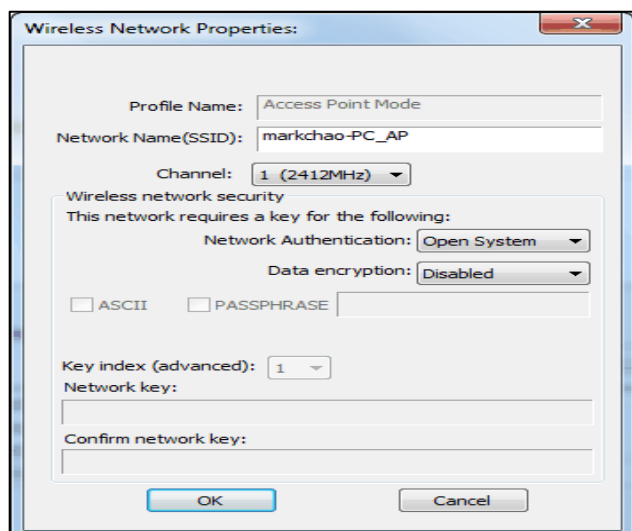 Wireless Network Properties:
Profile Name: Access Point Mode
Network Name(SSID): markchao-PC_AP
Channel: 1 (2412MHz)
Wireless network security
This network requires a key for the following:
Network Authentication: Open System
Data encryption: Disabled
ASCII PASSPHRASE
Key index (advanced): 1
Network key:
Confirm network key:
OK Cancel